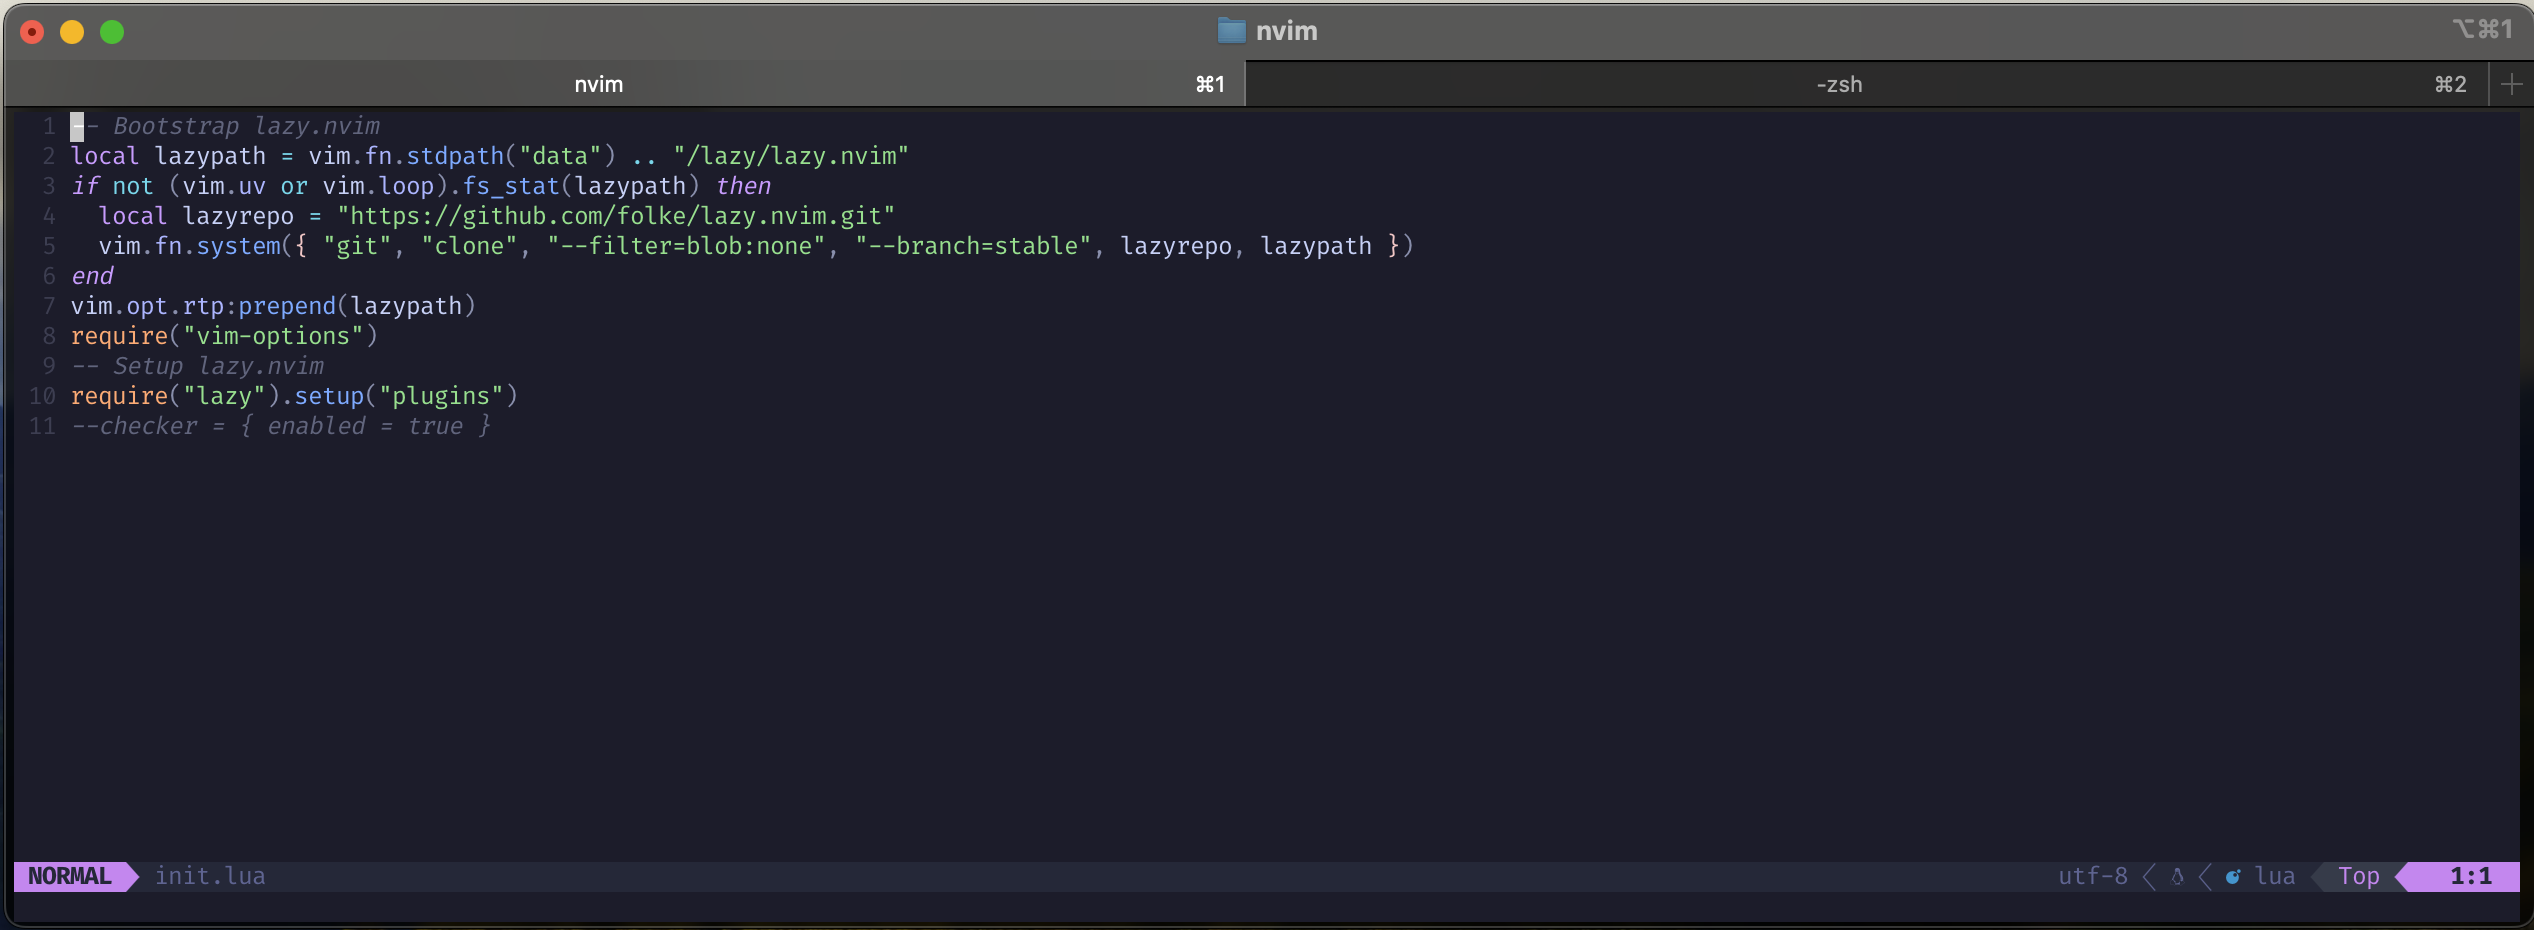 nvim
⌥⌘1
nvim ⌘1
-zsh ⌘2
1 -- Bootstrap lazy.nvim
2 local lazypath = vim.fn.stdpath("data") .. "/lazy/lazy.nvim"
3 if not (vim.uv or vim.loop).fs_stat(lazypath) then
4   local lazyrepo = "https://github.com/folke/lazy.nvim.git"
5   vim.fn.system({ "git", "clone", "--filter=blob:none", "--branch=stable", lazyrepo, lazypath })
6 end
7 vim.opt.rtp:prepend(lazypath)
8 require("vim-options")
9 -- Setup lazy.nvim
10 require("lazy").setup("plugins")
11 --checker = { enabled = true }
NORMAL init.lua utf-8 lua Top 1:1